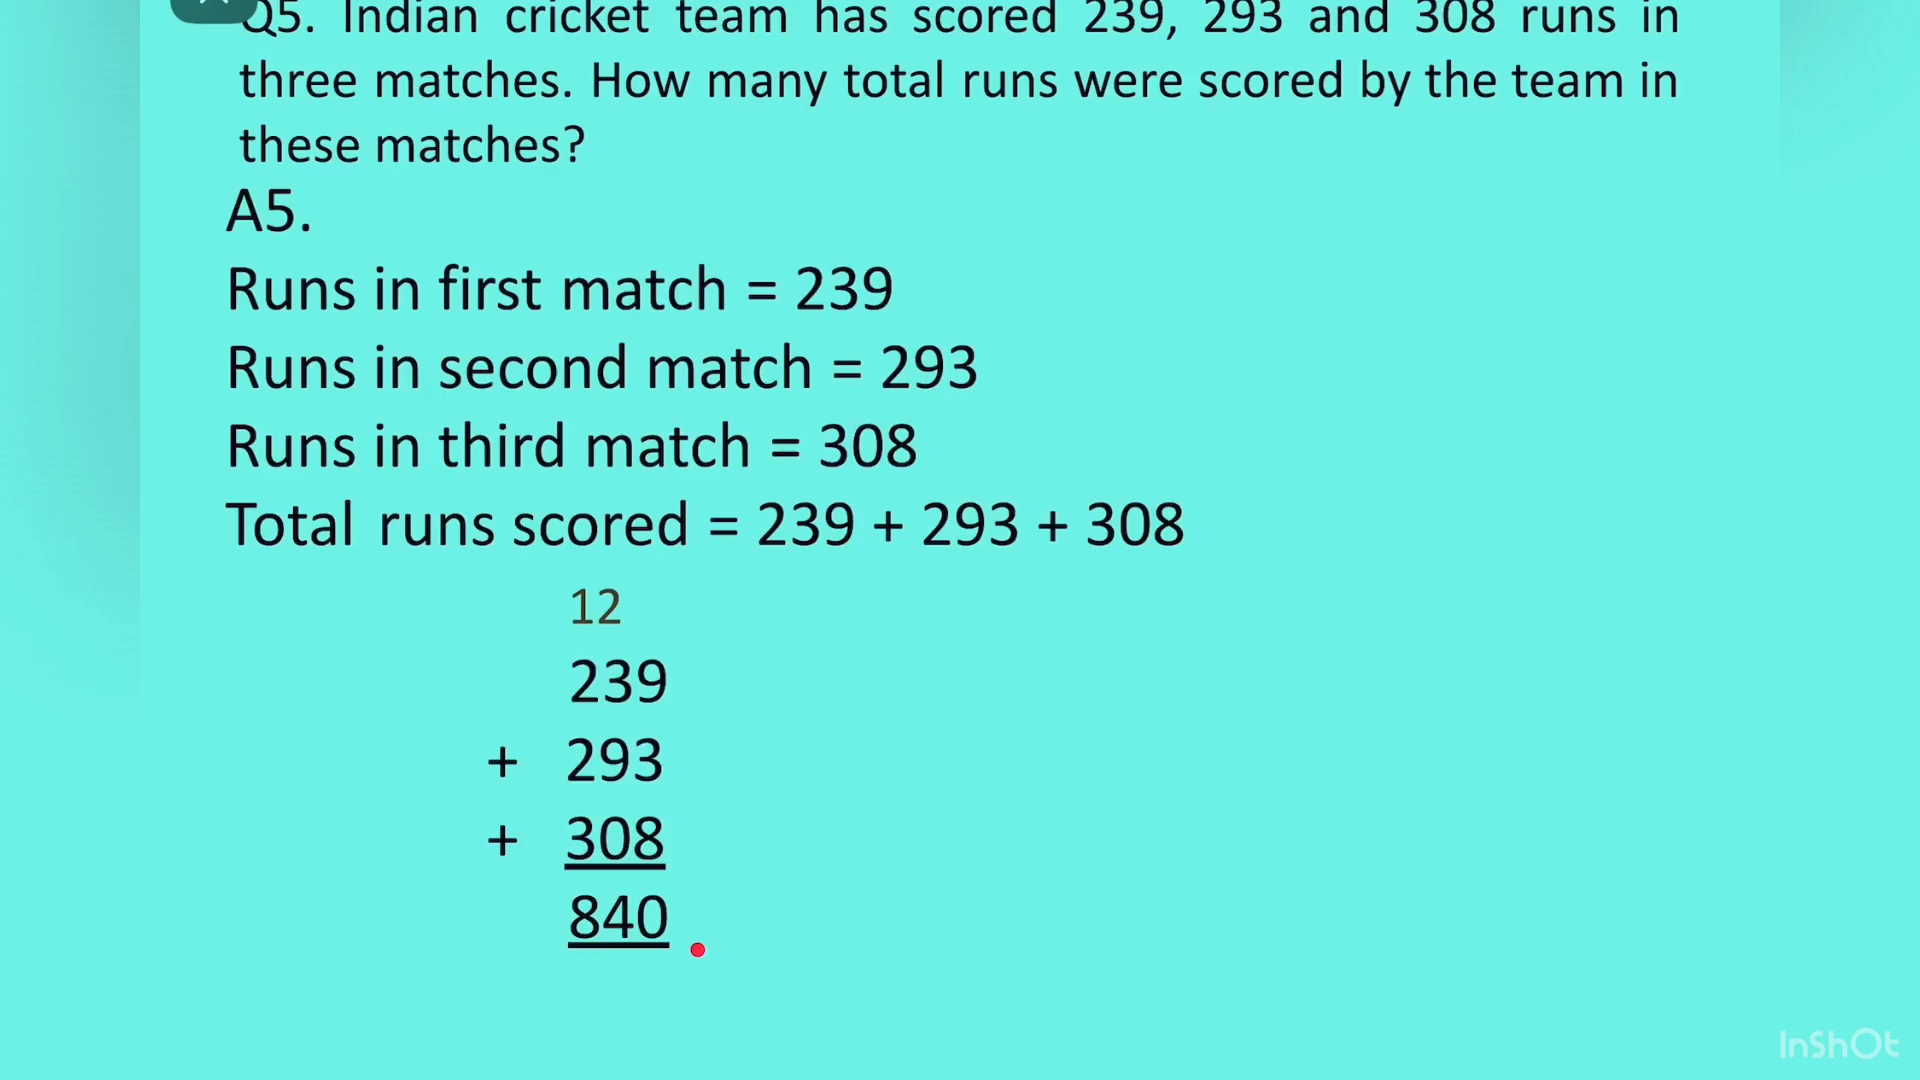 Q5. Indian cricket team has scored 239, 293 and 308 runs in
three matches. How many total runs were scored by the team in
these matches?
A5.
Runs in first match = 239
Runs in second match = 293
Runs in third match = 308
Total runs scored = 239 + 293 + 308
12
239
+ 293
+ 308
840
InShOt